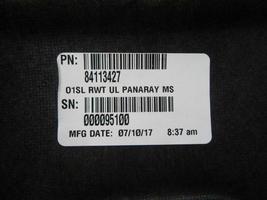 PN:
84113427
01SL RWT UL PANARAY MS
SN:
000095100
MFG DATE: 07/10/17 8:37 am